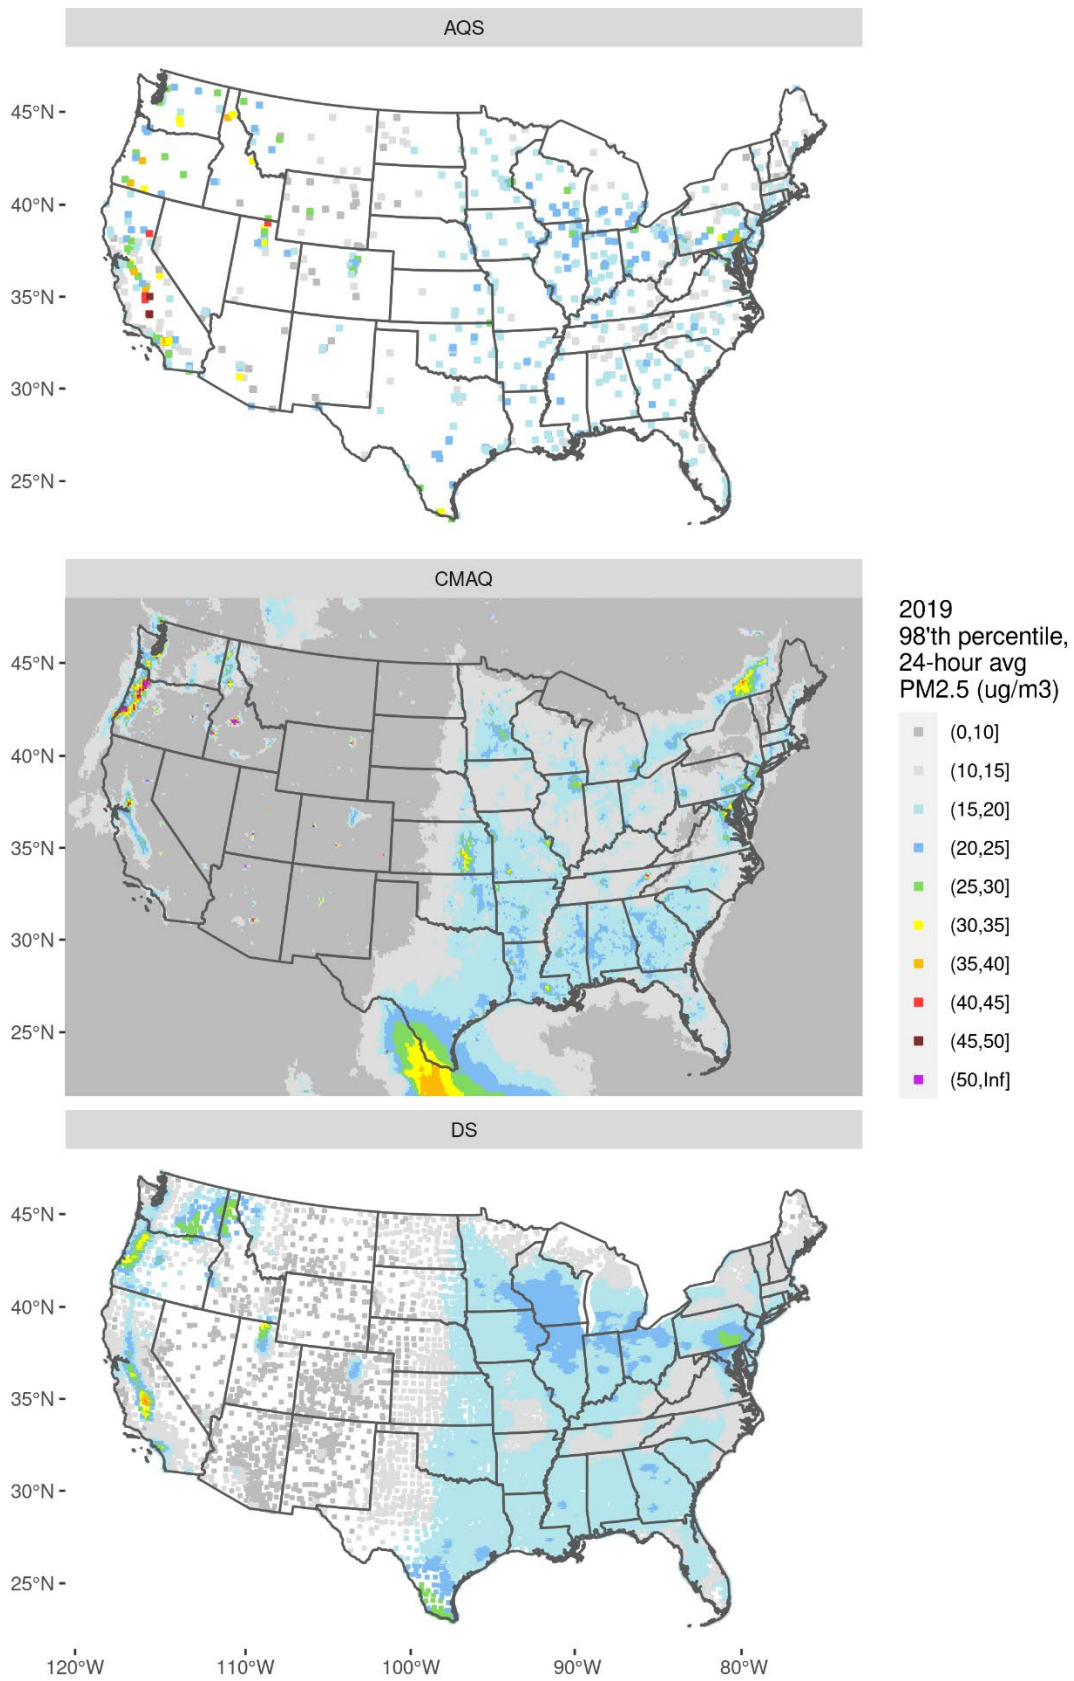 AQS
45°N
40°N
35°N
30°N
25°N
CMAQ
45°N
40°N
35°N
30°N
25°N
2019
98'th percentile,
24-hour avg
PM2.5 (ug/m3)
(0,10]
(10,15]
(15,20]
(20,25]
(25,30]
(30,35]
(35,40]
(40,45]
(45,50]
(50,Inf]
DS
45°N
40°N
35°N
30°N
25°N
120°W 110°W 100°W 90°W 80°W